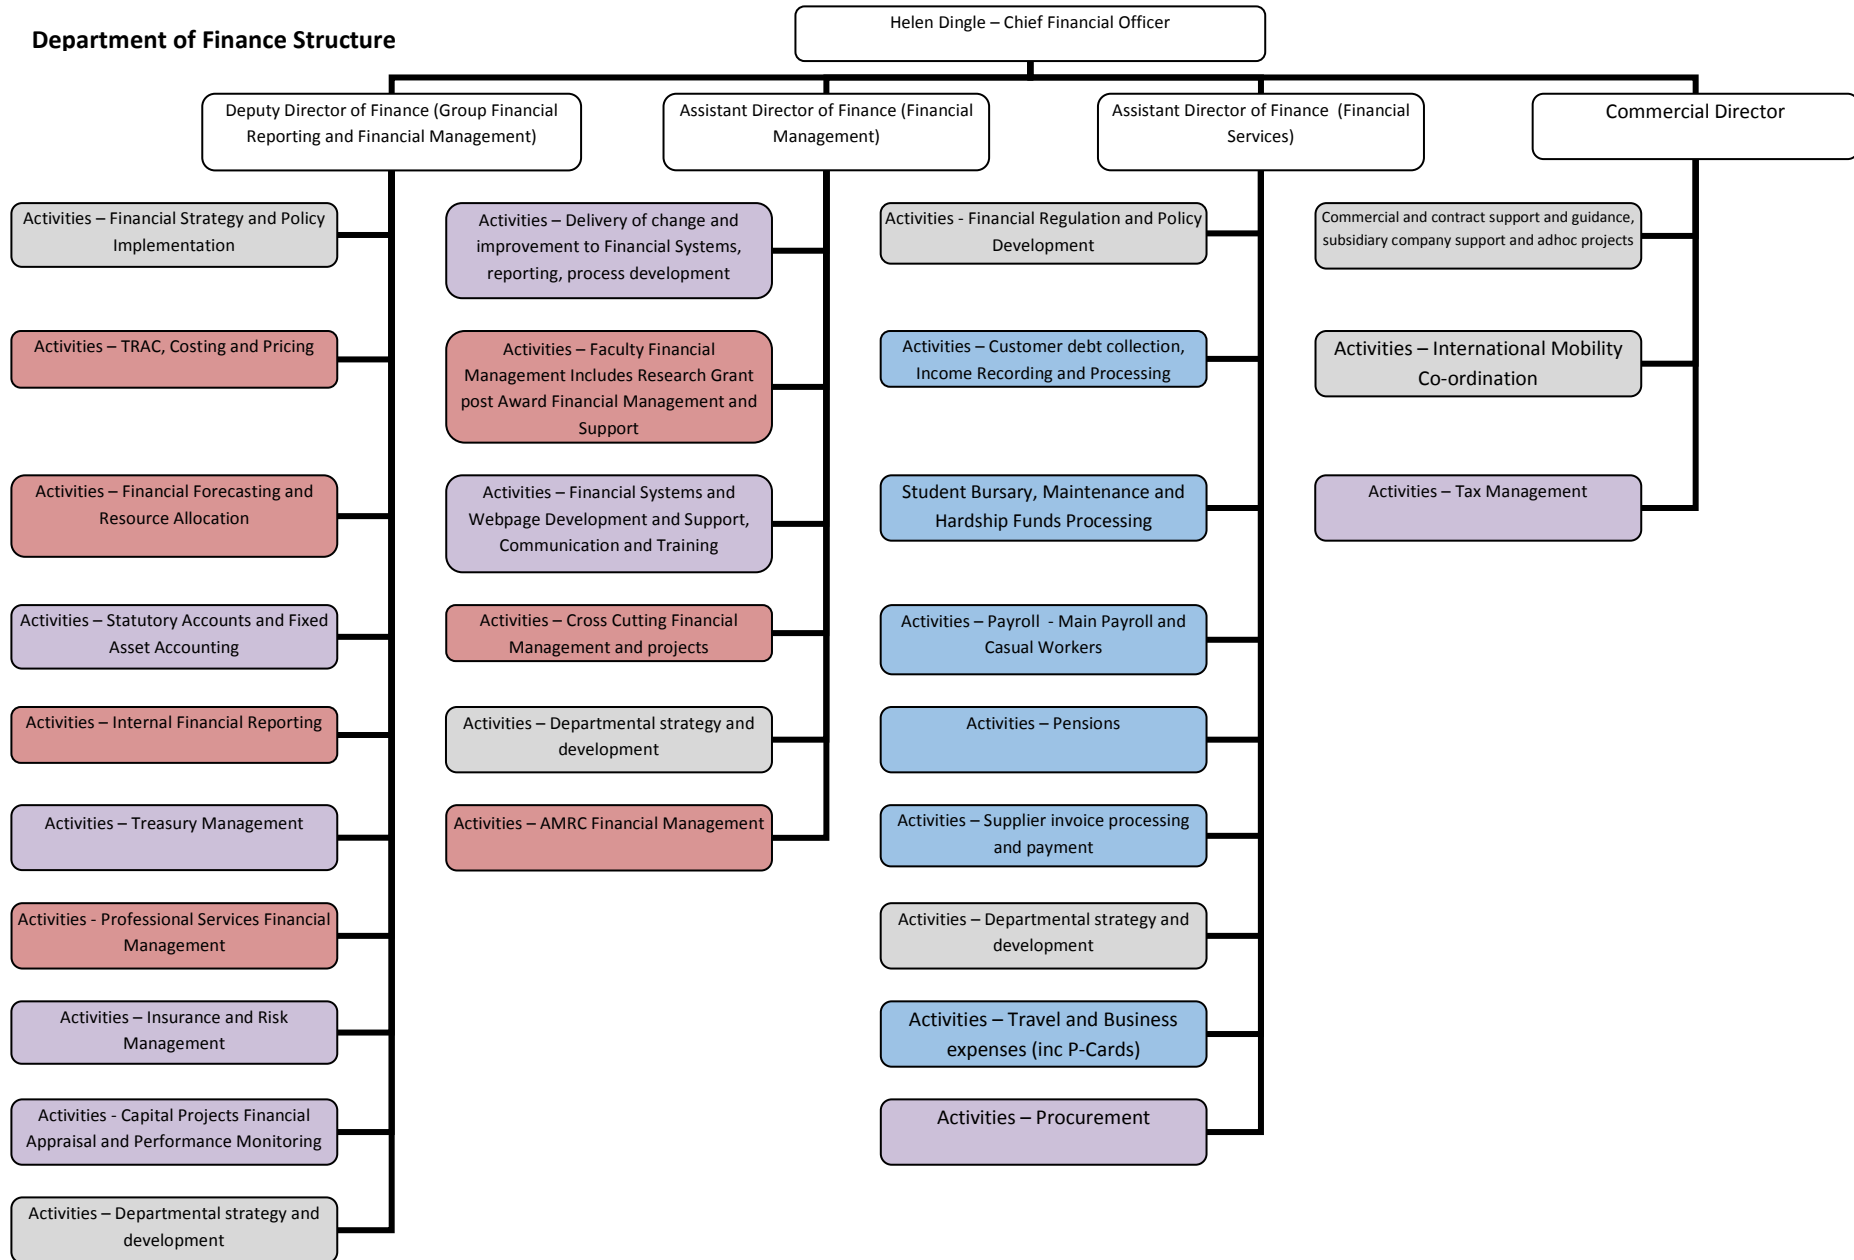 Department of Finance Structure
Helen Dingle – Chief Financial Officer
Deputy Director of Finance (Group Financial
Reporting and Financial Management)
Assistant Director of Finance (Financial
Management)
Assistant Director of Finance  (Financial
Services)
Commercial Director
Activities – Financial Strategy and Policy
Implementation
Activities – TRAC, Costing and Pricing
Activities – Financial Forecasting and
Resource Allocation
Activities – Statutory Accounts and Fixed
Asset Accounting
Activities – Internal Financial Reporting
Activities – Treasury Management
Activities - Professional Services Financial
Management
Activities – Insurance and Risk
Management
Activities - Capital Projects Financial
Appraisal and Performance Monitoring
Activities – Departmental strategy and
development
Activities – Delivery of change and
improvement to Financial Systems,
reporting, process development
Activities – Faculty Financial
Management Includes Research Grant
post Award Financial Management and
Support
Activities – Financial Systems and
Webpage Development and Support,
Communication and Training
Activities – Cross Cutting Financial
Management and projects
Activities – Departmental strategy and
development
Activities – AMRC Financial Management
Activities - Financial Regulation and Policy
Development
Activities – Customer debt collection,
Income Recording and Processing
Student Bursary, Maintenance and
Hardship Funds Processing
Activities – Payroll  - Main Payroll and
Casual Workers
Activities – Pensions
Activities – Supplier invoice processing
and payment
Activities – Departmental strategy and
development
Activities – Travel and Business
expenses (inc P-Cards)
Activities – Procurement
Commercial and contract support and guidance,
subsidiary company support and adhoc projects
Activities – International Mobility
Co-ordination
Activities – Tax Management